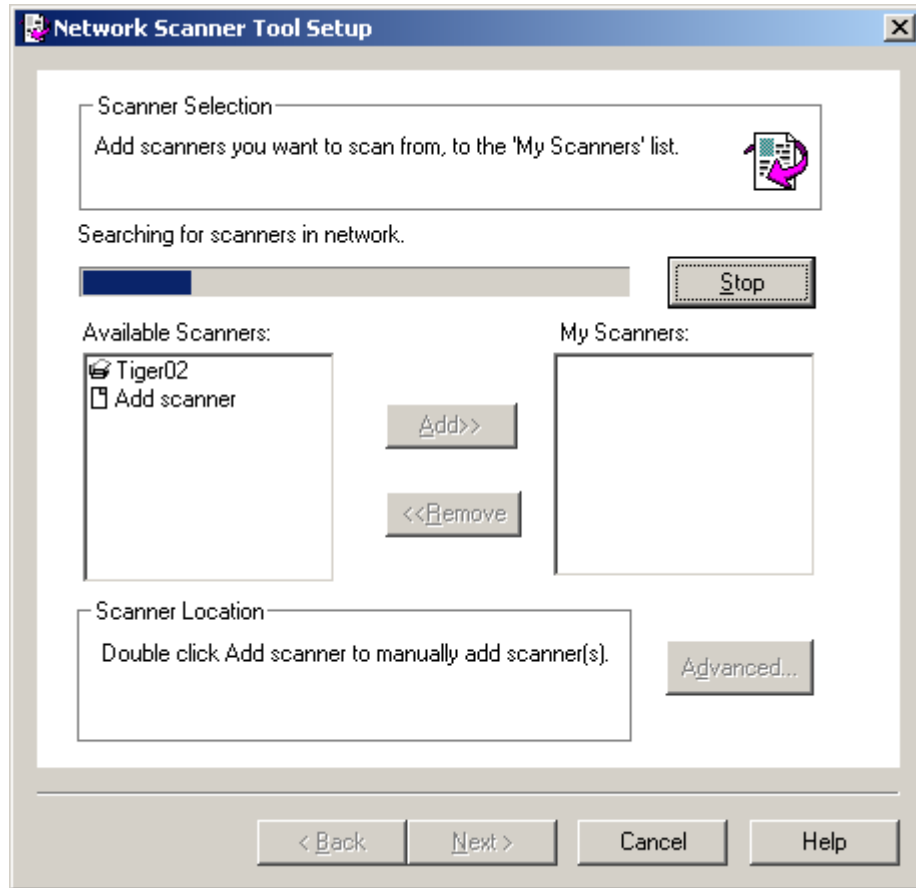 Network Scanner Tool Setup
Scanner Selection
Add scanners you want to scan from, to the 'My Scanners' list.
Searching for scanners in network.
Stop
Available Scanners:
My Scanners:
Tiger02
Add scanner
Add>>
<<Remove
Scanner Location
Double click Add scanner to manually add scanner(s).
Advanced...
< Back
Next >
Cancel
Help